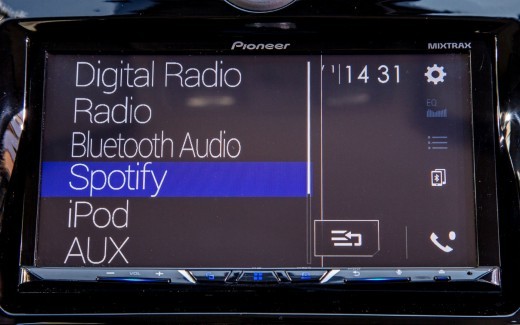 Pioneer
MIXTRAX
Digital Radio
14 31
Radio
EQ
Bluetooth Audio
Spotify
iPod
AUX